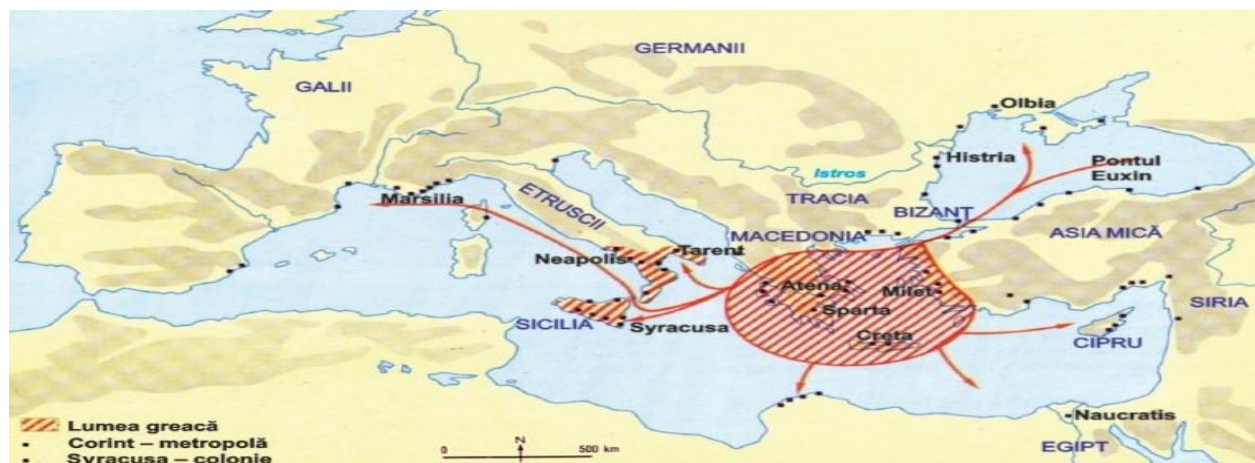 GERMANII
GALII
Olbia
Histria
Pontul
Euxin
Istros
Marsilia
ETRUSCII
TRACIA
BIZANȚ
MACEDONIA
ASIA MICĂ
Neapolis
Tarent
Atena
Milet
SIRIA
Sparta
SICILIA
Syracusa
Creta
CIPRU
Naucratis
EGIPT
Lumea greacă
Corint – metropolă
Syracusa – colonie
0 N 500 km